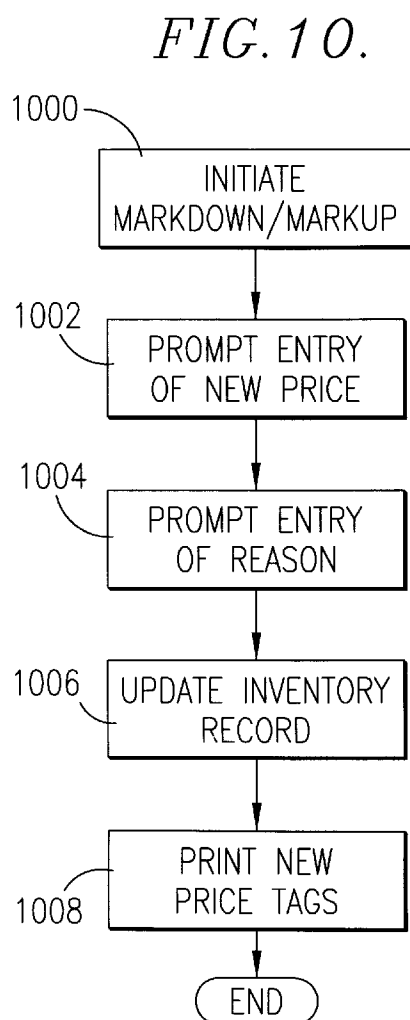 FIG. 10.
1000
INITIATE
MARKDOWN/MARKUP
1002
PROMPT ENTRY
OF NEW PRICE
1004
PROMPT ENTRY
OF REASON
1006
UPDATE INVENTORY
RECORD
PRINT NEW
PRICE TAGS
1008
END